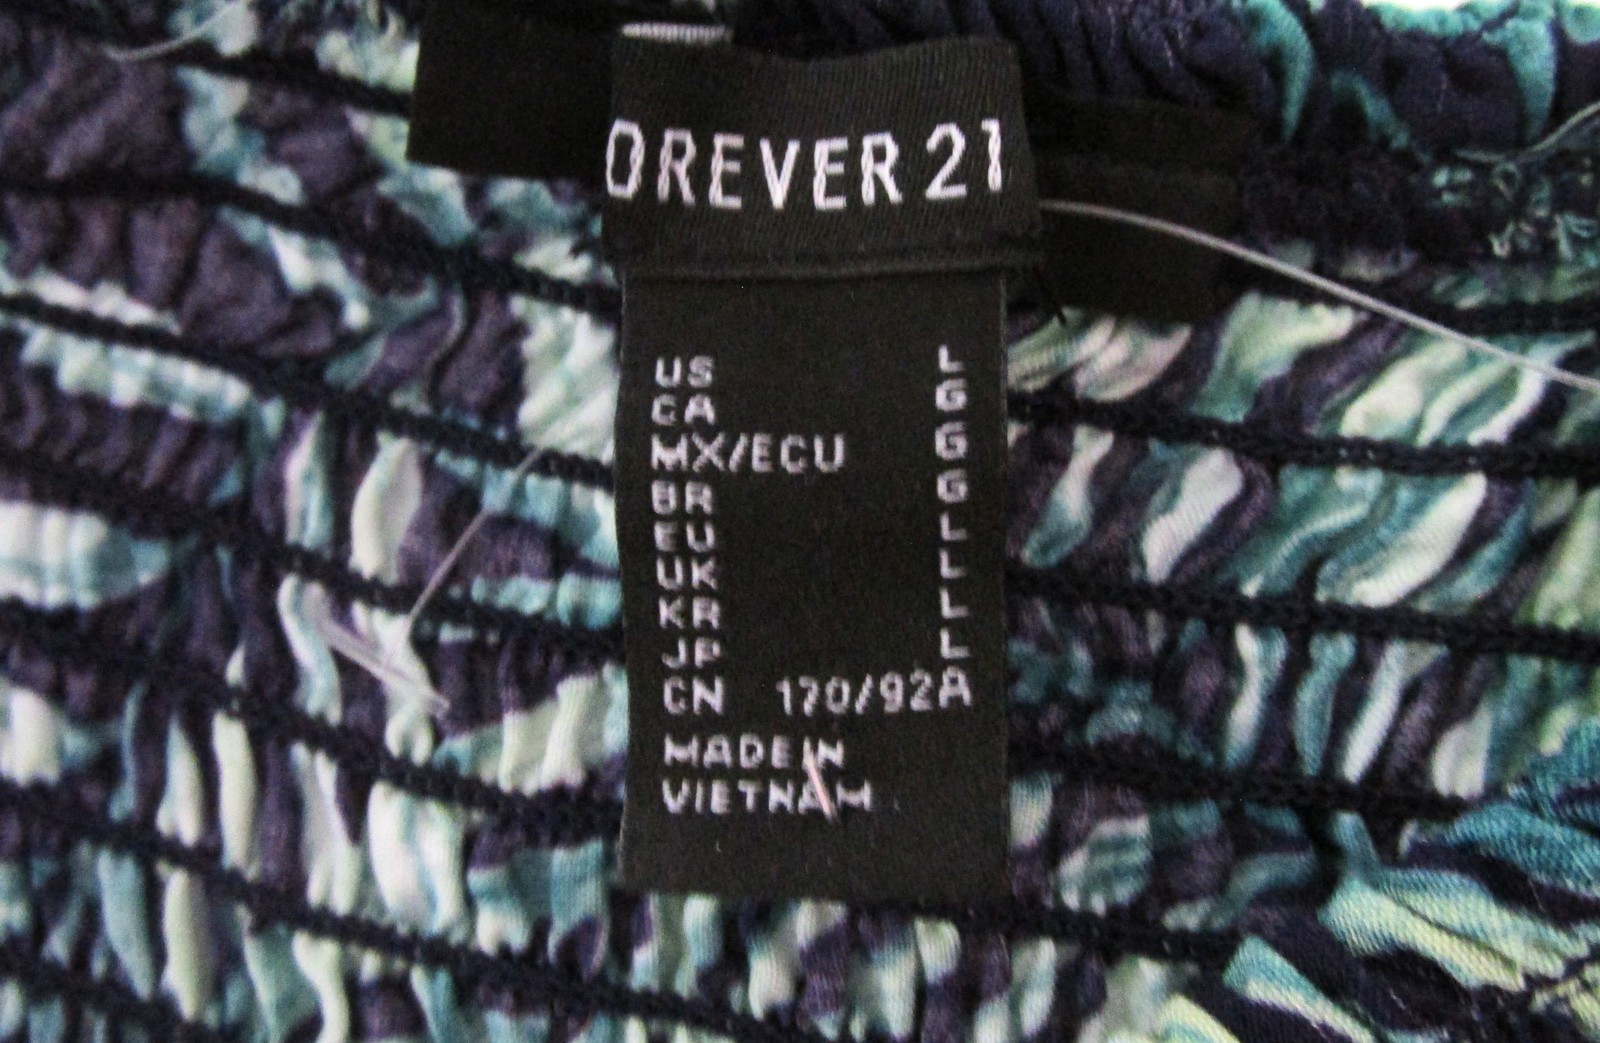 OREVER 21
US L
CA G
MX/ECU G
BR G
EU L
UK L
KR L
JP L
CN 170/92A
MADE IN
VIETNAM